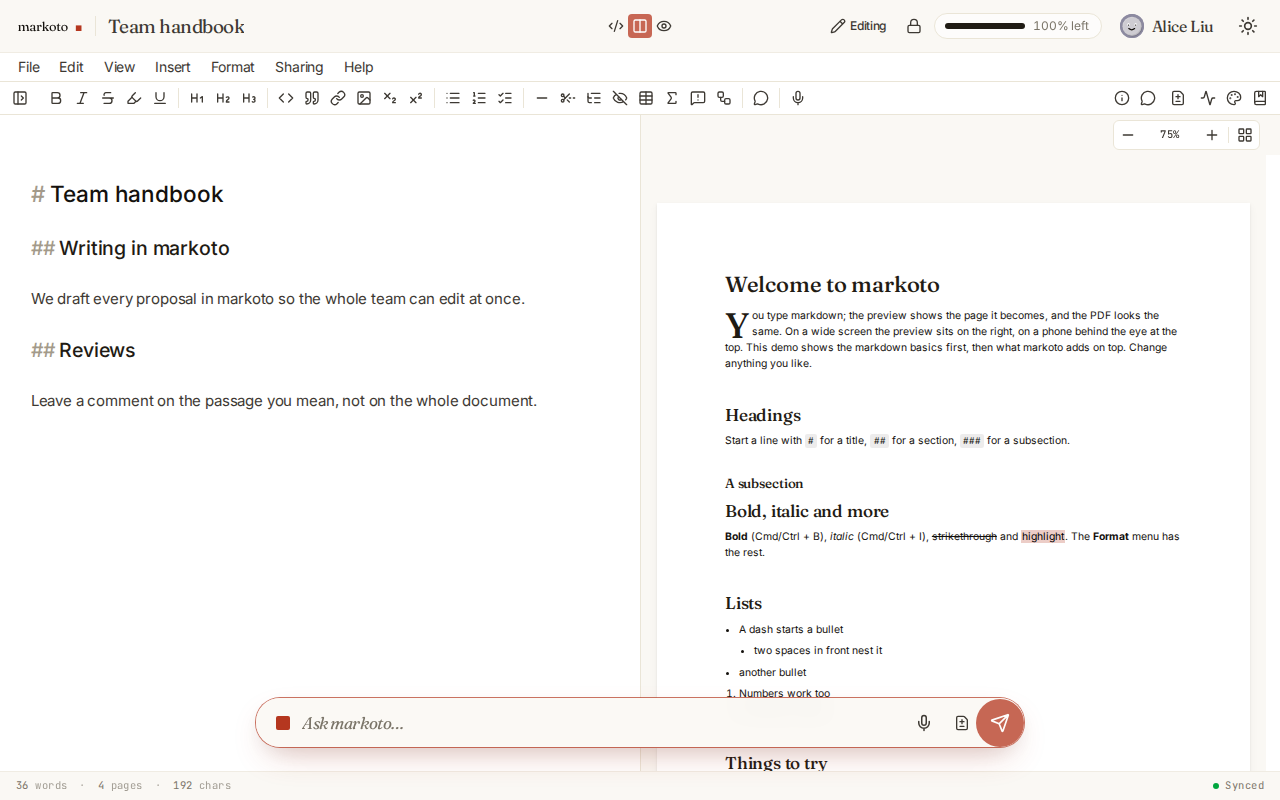 markoto
Team handbook
Editing
100% left
Alice Liu
File Edit View Insert Format Sharing Help
B I S U H1 H2 H3 x2 x2
75%
# Team handbook
## Writing in markoto
We draft every proposal in markoto so the whole team can edit at once.
## Reviews
Leave a comment on the passage you mean, not on the whole document.
Welcome to markoto
You type markdown; the preview shows the page it becomes, and the PDF looks the
same. On a wide screen the preview sits on the right, on a phone behind the eye at the
top. This demo shows the markdown basics first, then what markoto adds on top. Change
anything you like.
Headings
Start a line with # for a title, ## for a section, ### for a subsection.
A subsection
Bold, italic and more
Bold (Cmd/Ctrl + B), italic (Cmd/Ctrl + I), strikethrough and highlight. The Format menu has
the rest.
Lists
• A dash starts a bullet
• two spaces in front nest it
• another bullet
1. Numbers work too
Ask markoto...
Things to try
36 words · 4 pages · 192 chars
Synced